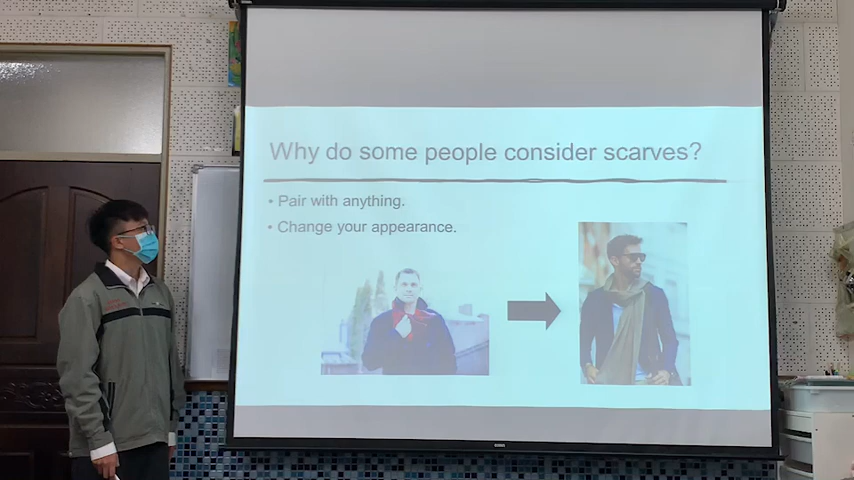 Why do some people consider scarves?
• Pair with anything.
• Change your appearance.